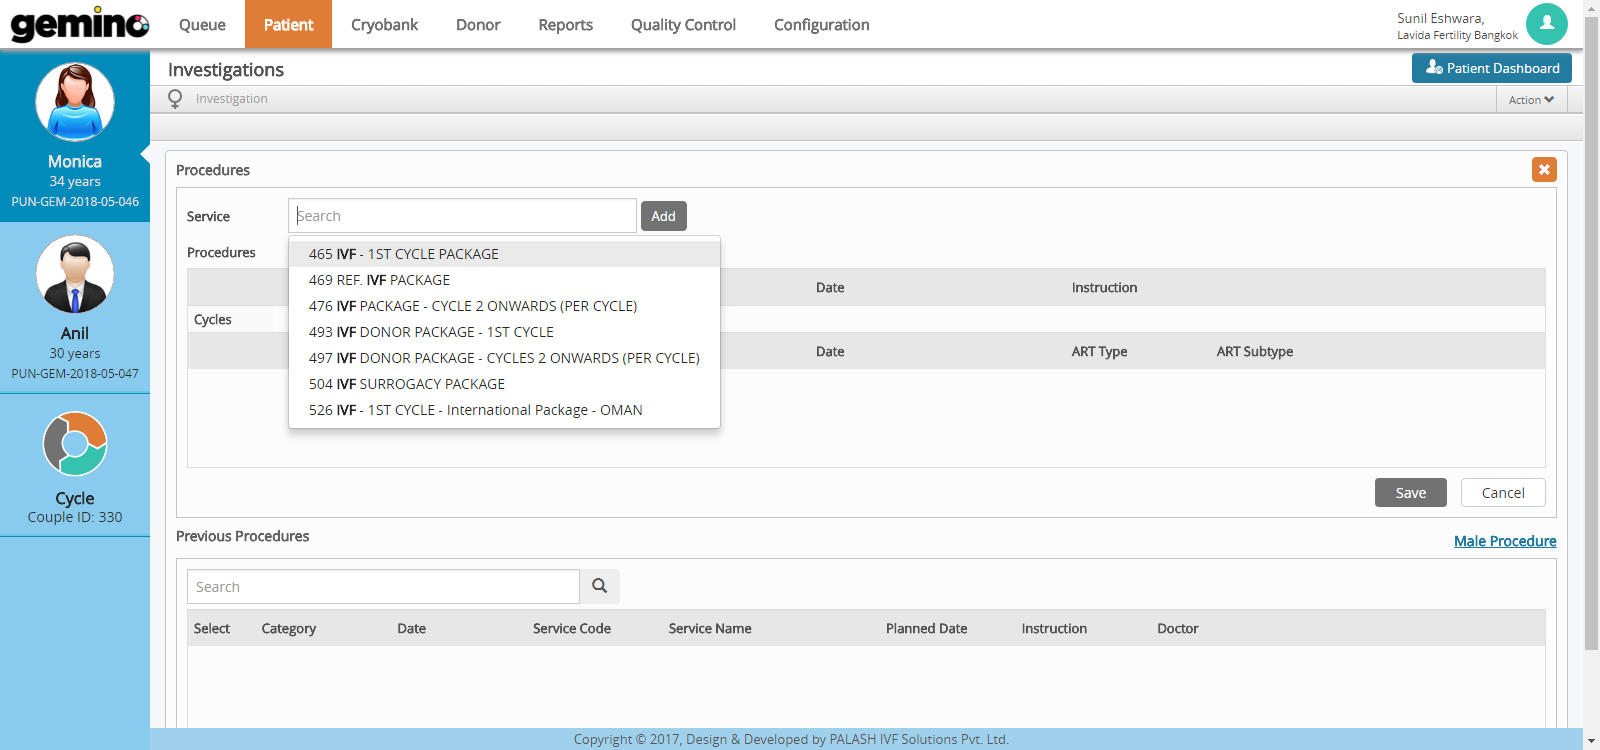 gemino
Queue Patient Cryobank Donor Reports Quality Control Configuration
Sunil Eshwara,
Lavida Fertility Bangkok
Monica
34 years
PUN-GEM-2018-05-046
Anil
30 years
PUN-GEM-2018-05-047
Cycle
Couple ID: 330
Investigations
Patient Dashboard
Investigation
Action
Procedures
Service Search Add
Procedures
465 IVF - 1ST CYCLE PACKAGE
469 REF. IVF PACKAGE
476 IVF PACKAGE - CYCLE 2 ONWARDS (PER CYCLE)
493 IVF DONOR PACKAGE - 1ST CYCLE
497 IVF DONOR PACKAGE - CYCLES 2 ONWARDS (PER CYCLE)
504 IVF SURROGACY PACKAGE
526 IVF - 1ST CYCLE - International Package - OMAN
Date Instruction
Cycles
Date ART Type ART Subtype
Save Cancel
Previous Procedures
Male Procedure
Search
Select Category Date Service Code Service Name Planned Date Instruction Doctor
Copyright © 2017, Design & Developed by PALASH IVF Solutions Pvt. Ltd.